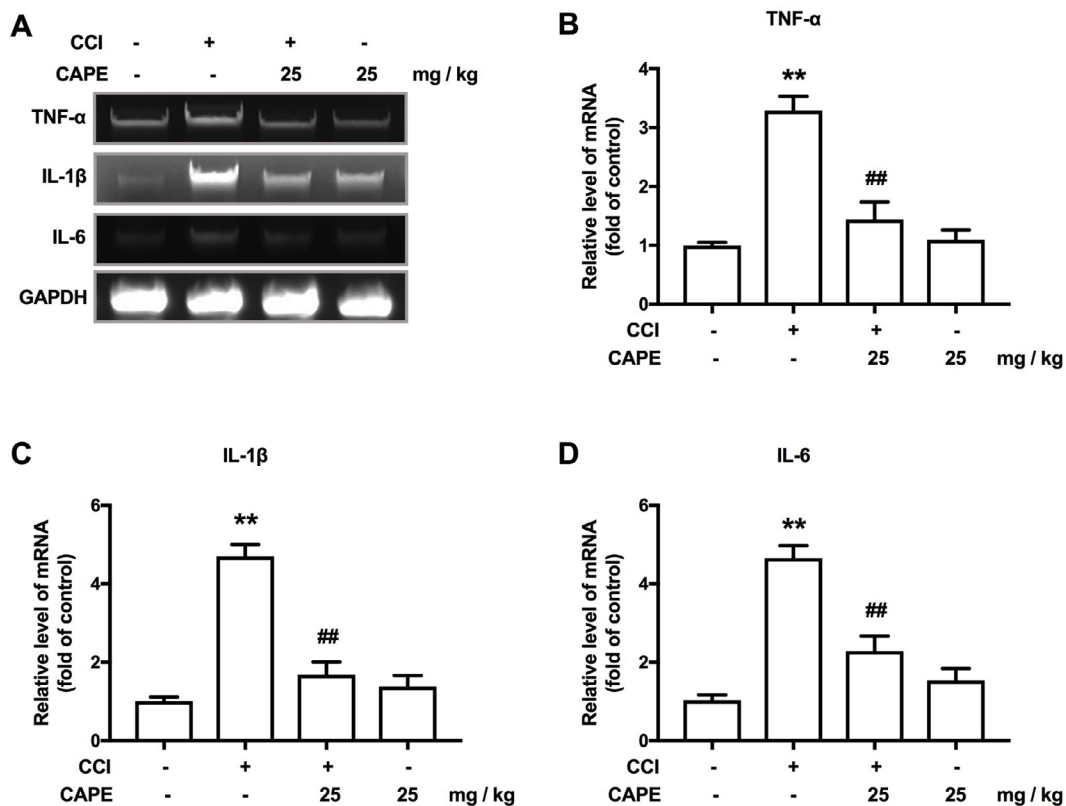 A
CCI - + + -
CAPE - - 25 25 mg / kg
TNF-α
IL-1β
IL-6
GAPDH
B
TNF-α
Relative level of mRNA
(fold of control)
4
3
2
1
0
**
##
CCI - + + -
CAPE - - 25 25 mg / kg
C
IL-1β
Relative level of mRNA
(fold of control)
6
4
2
0
**
##
CCI - + + -
CAPE - - 25 25 mg / kg
D
IL-6
Relative level of mRNA
(fold of control)
6
4
2
0
**
##
CCI - + + -
CAPE - - 25 25 mg / kg